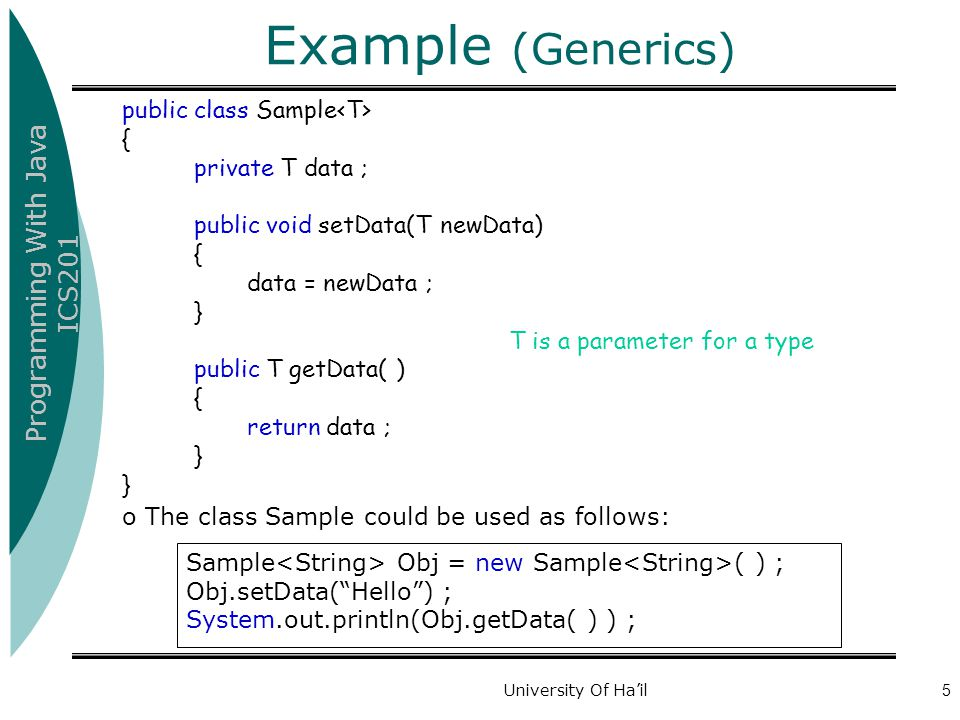 Example (Generics)
Programming With Java
ICS201
public class Sample<T>
{
private T data ;
public void setData(T newData)
{
data = newData ;
}
T is a parameter for a type
public T getData( )
{
return data ;
}
}
o The class Sample could be used as follows:
Sample<String> Obj = new Sample<String>( ) ;
Obj.setData(“Hello”) ;
System.out.println(Obj.getData( ) ) ;
University Of Ha’il
5